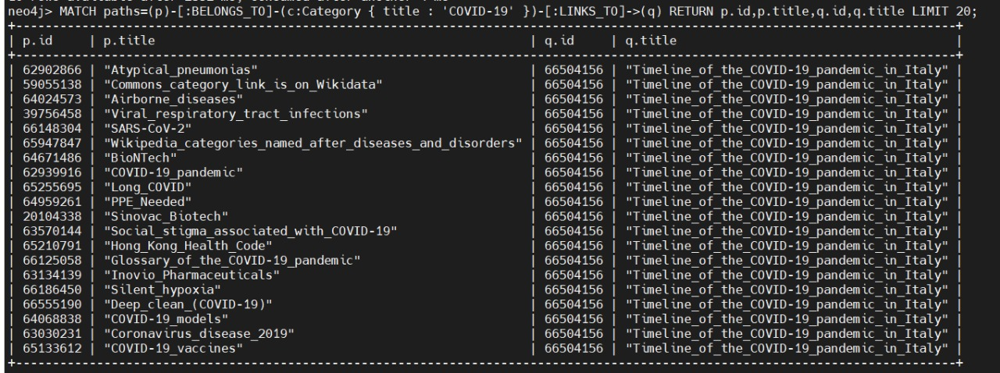 neo4j> MATCH paths=(p)-[:BELONGS_TO]-(c:Category { title : 'COVID-19' })-[:LINKS_TO]->(q) RETURN p.id,p.title,q.id,q.title LIMIT 20;
| p.id | p.title | q.id | q.title |
| 62902866 | "Atypical_pneumonias" | 66504156 | "Timeline_of_the_COVID-19_pandemic_in_Italy" |
| 59055138 | "Commons_category_link_is_on_Wikidata" | 66504156 | "Timeline_of_the_COVID-19_pandemic_in_Italy" |
| 64024573 | "Airborne_diseases" | 66504156 | "Timeline_of_the_COVID-19_pandemic_in_Italy" |
| 39756458 | "Viral_respiratory_tract_infections" | 66504156 | "Timeline_of_the_COVID-19_pandemic_in_Italy" |
| 66148304 | "SARS-CoV-2" | 66504156 | "Timeline_of_the_COVID-19_pandemic_in_Italy" |
| 65947847 | "Wikipedia_categories_named_after_diseases_and_disorders" | 66504156 | "Timeline_of_the_COVID-19_pandemic_in_Italy" |
| 64671486 | "BioNTech" | 66504156 | "Timeline_of_the_COVID-19_pandemic_in_Italy" |
| 62939916 | "COVID-19_pandemic" | 66504156 | "Timeline_of_the_COVID-19_pandemic_in_Italy" |
| 65255695 | "Long_COVID" | 66504156 | "Timeline_of_the_COVID-19_pandemic_in_Italy" |
| 64959261 | "PPE_Needed" | 66504156 | "Timeline_of_the_COVID-19_pandemic_in_Italy" |
| 20104338 | "Sinovac_Biotech" | 66504156 | "Timeline_of_the_COVID-19_pandemic_in_Italy" |
| 63570144 | "Social_stigma_associated_with_COVID-19" | 66504156 | "Timeline_of_the_COVID-19_pandemic_in_Italy" |
| 65210791 | "Hong_Kong_Health_Code" | 66504156 | "Timeline_of_the_COVID-19_pandemic_in_Italy" |
| 66125058 | "Glossary_of_the_COVID-19_pandemic" | 66504156 | "Timeline_of_the_COVID-19_pandemic_in_Italy" |
| 63134139 | "Inovio_Pharmaceuticals" | 66504156 | "Timeline_of_the_COVID-19_pandemic_in_Italy" |
| 66186450 | "Silent_hypoxia" | 66504156 | "Timeline_of_the_COVID-19_pandemic_in_Italy" |
| 66555190 | "Deep_clean_(COVID-19)" | 66504156 | "Timeline_of_the_COVID-19_pandemic_in_Italy" |
| 64068838 | "COVID-19_models" | 66504156 | "Timeline_of_the_COVID-19_pandemic_in_Italy" |
| 63030231 | "Coronavirus_disease_2019" | 66504156 | "Timeline_of_the_COVID-19_pandemic_in_Italy" |
| 65133612 | "COVID-19_vaccines" | 66504156 | "Timeline_of_the_COVID-19_pandemic_in_Italy" |